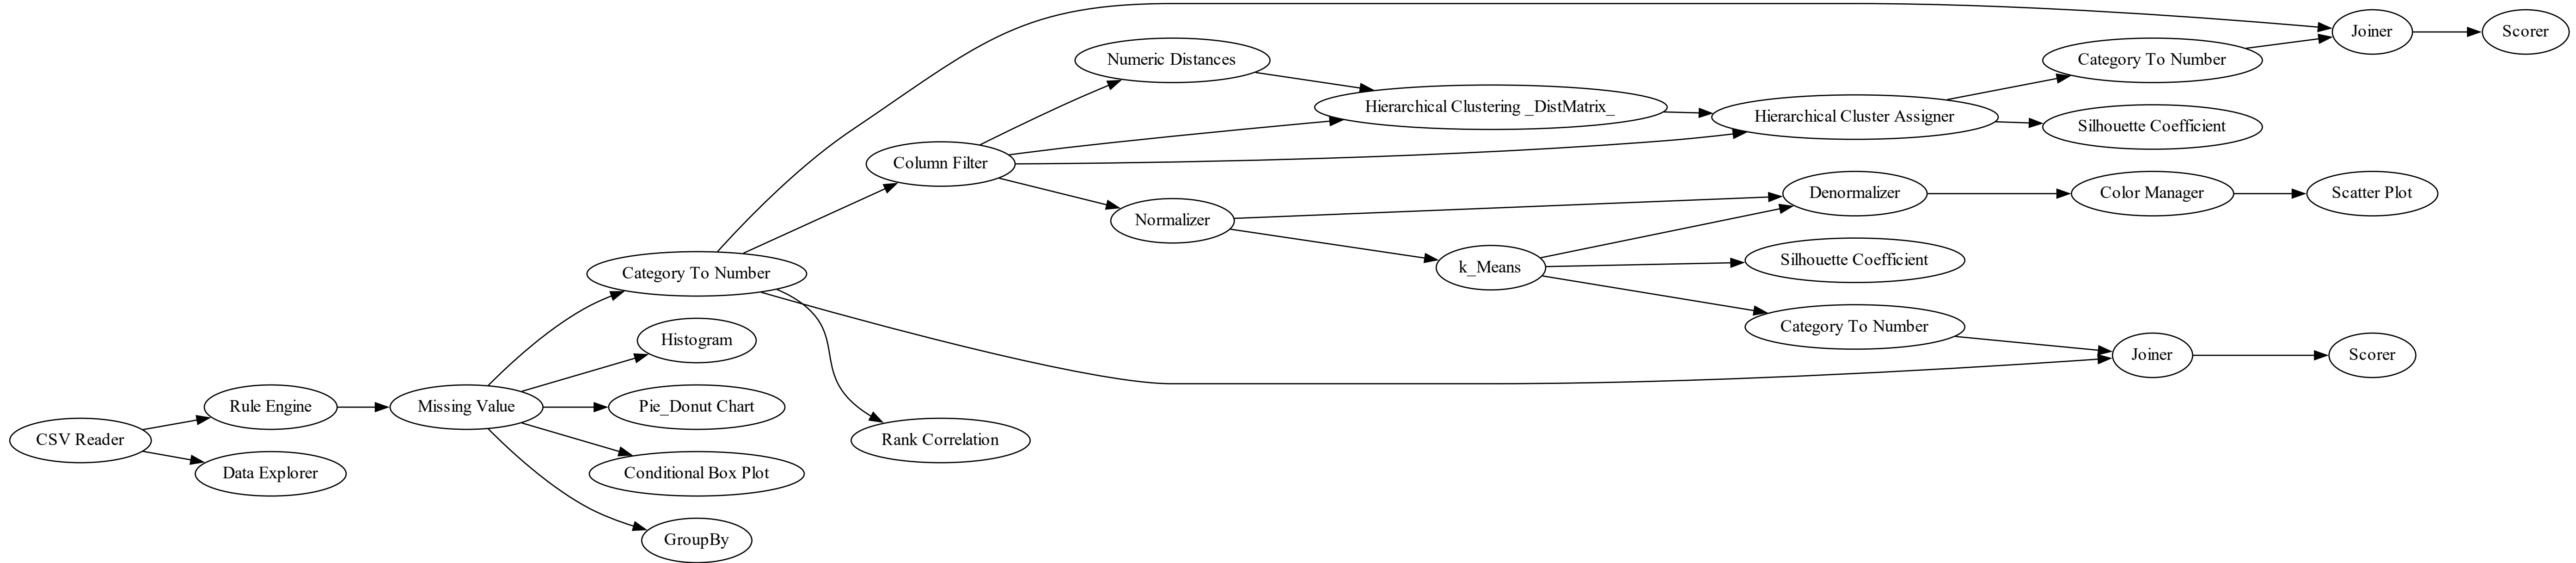 CSV Reader
Rule Engine
Data Explorer
Missing Value
Category To Number
Histogram
Pie_Donut Chart
Conditional Box Plot
GroupBy
Column Filter
Rank Correlation
Numeric Distances
Normalizer
Hierarchical Clustering _DistMatrix_
k_Means
Hierarchical Cluster Assigner
Denormalizer
Silhouette Coefficient
Category To Number
Category To Number
Silhouette Coefficient
Color Manager
Joiner
Joiner
Scatter Plot
Scorer
Scorer